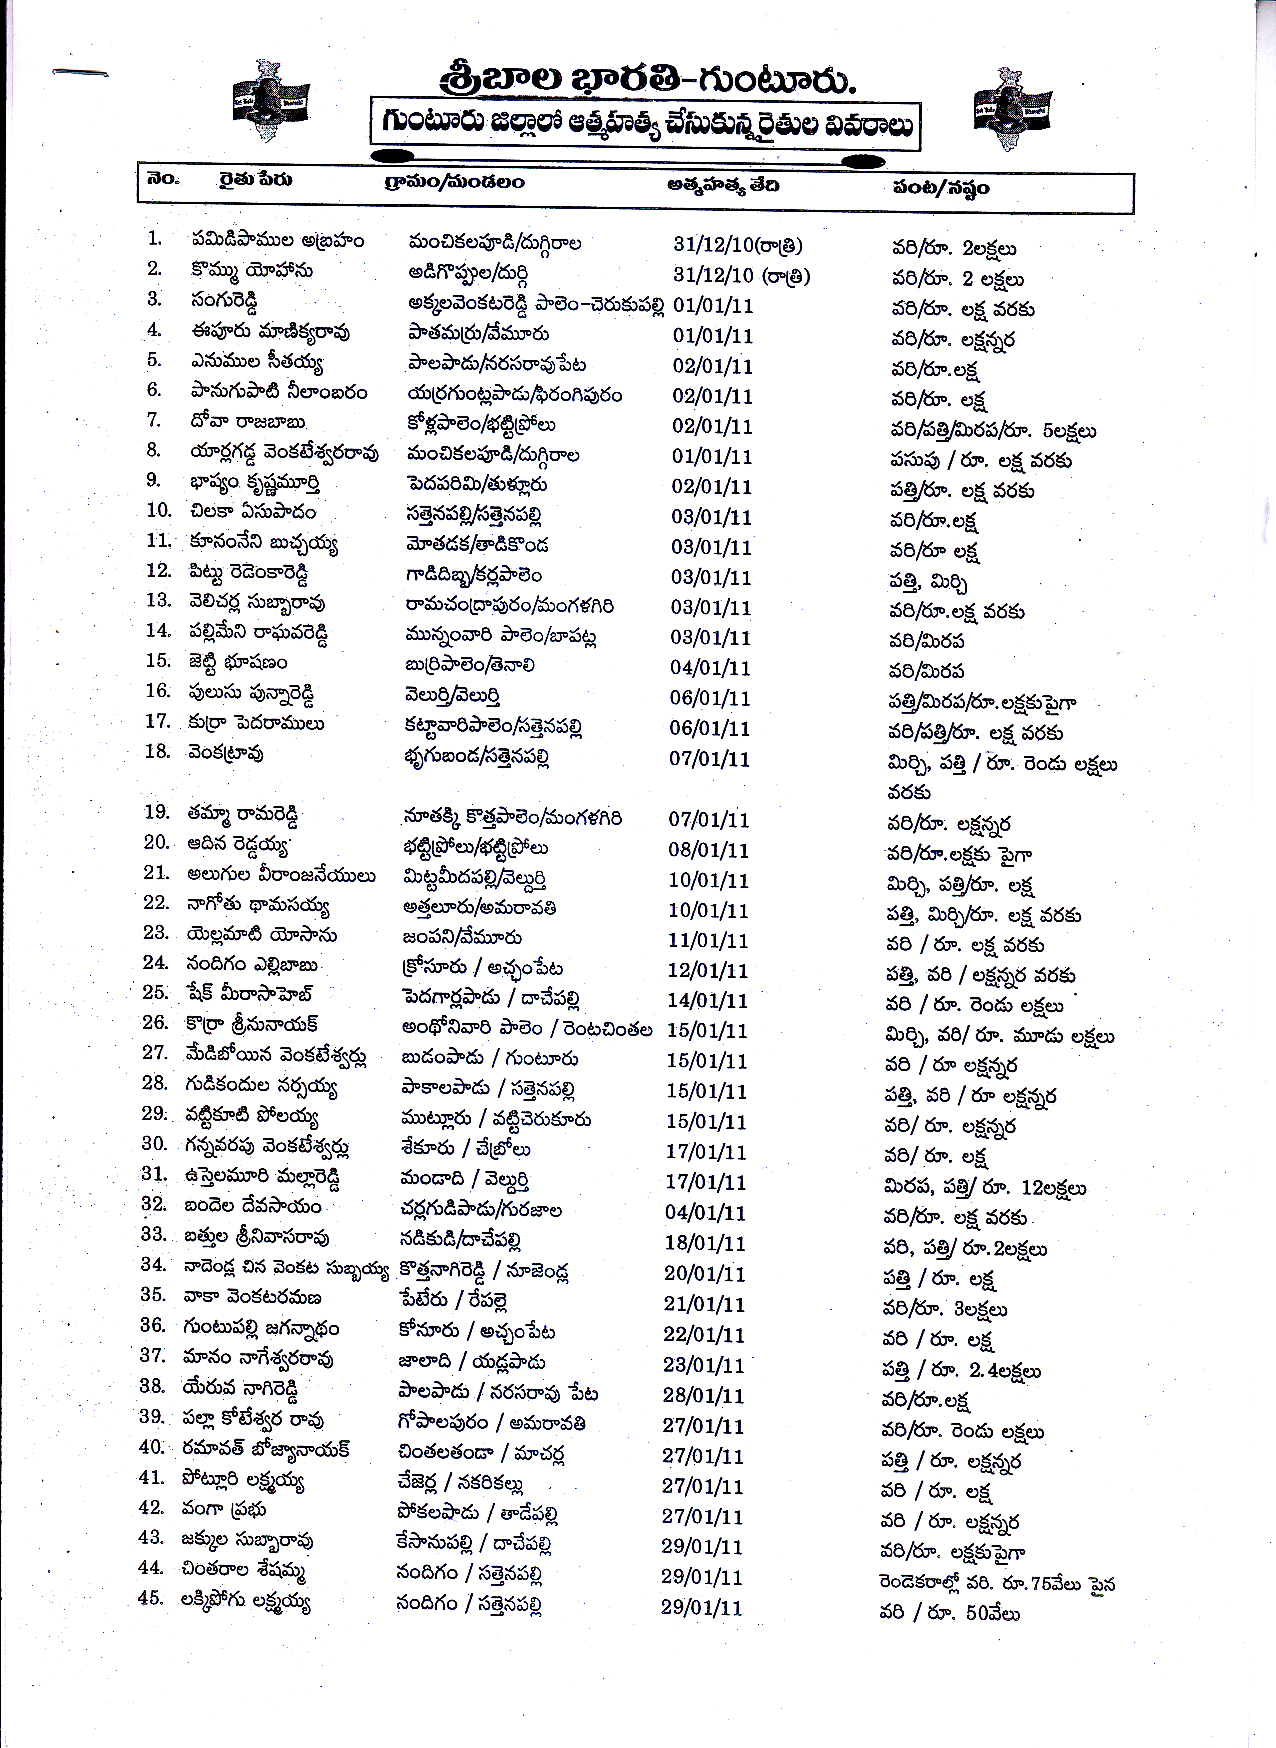 శ్రీబాల భారతి-గుంటూరు.
గుంటూరు జిల్లాలో ఆత్మహత్య చేసుకున్న రైతుల వివరాలు
నెం. రైతు పేరు గ్రామం/మండలం అత్మహత్య తేది పంట/నష్టం
1. పమిడిపాముల అబ్రహం మంచికలపూడి/దుగ్గిరాల 31/12/10(రాత్రి) వరి/రూ. 2లక్షలు
2. కొమ్ము యోహాను అడిగొప్పుల/దుర్గి 31/12/10 (రాత్రి) వరి/రూ. 2 లక్షలు
3. సంగురెడ్డి అక్కలవెంకటరెడ్డి పాలెం-చెరుకుపల్లి 01/01/11 వరి/రూ. లక్ష వరకు
4. ఈపూరు మాణిక్యరావు పాతమర్రు/వేమూరు 01/01/11 వరి/రూ. లక్షన్నర
5. ఎనుముల సీతయ్య పాలపాడు/నరసరావుపేట 02/01/11 వరి/రూ.లక్ష
6. పానుగుపాటి నీలాంబరం యర్రగుంట్లపాడు/ఫిరంగిపురం 02/01/11 వరి/రూ. లక్ష
7. దోవా రాజబాబు కోళ్లపాలెం/భట్టిప్రోలు 02/01/11 వరి/పత్తి/మిరప/రూ. 5లక్షలు
8. యార్లగడ్డ వెంకటేశ్వరరావు మంచికలపూడి/దుగ్గిరాల 01/01/11 పసుపు / రూ. లక్ష వరకు
9. భాష్యం కృష్ణమూర్తి పెదపరిమి/తుళ్లూరు 02/01/11 పత్తి/రూ. లక్ష వరకు
10. చిలకా ఏసుపాదం సత్తెనపల్లి/సత్తెనపల్లి 03/01/11 వరి/రూ.లక్ష
11. కూనంనేని బుచ్చయ్య మోతడక/తాడికొండ 03/01/11 వరి/రూ లక్ష
12. పిట్టు రెడెంకారెడ్డి గాడిదిబ్బ/కర్లపాలెం 03/01/11 పత్తి, మిర్చి
13. వెలిచర్ల సుబ్బారావు రామచంద్రాపురం/మంగళగిరి 03/01/11 వరి/రూ.లక్ష వరకు
14. పల్లిమేని రాఘవరెడ్డి మున్నంవారి పాలెం/బాపట్ల 03/01/11 వరి/మిరప
15. జెట్టి భూషణం బుర్రిపాలెం/తెనాలి 04/01/11 వరి/మిరప
16. పులుసు పున్నారెడ్డి వెలుర్తి/వెలుర్తి 06/01/11 పత్తి/మిరప/రూ.లక్షకుపైగా
17. కుర్రా పెదరాములు కట్టావారిపాలెం/సత్తెనపల్లి 06/01/11 వరి/పత్తి/రూ. లక్ష వరకు
18. వెంకట్రావు భృగుబండ/సత్తెనపల్లి 07/01/11 మిర్చి, పత్తి / రూ. రెండు లక్షలు
వరకు
19. తమ్మా రామరెడ్డి నూతక్కి కొత్తపాలెం/మంగళగిరి 07/01/11 వరి/రూ. లక్షన్నర
20. ఆదిన రెడ్డయ్య భట్టిప్రోలు/భట్టిప్రోలు 08/01/11 వరి/రూ.లక్షకు పైగా
21. అలుగుల వీరాంజనేయులు మిట్టమీదపల్లి/వెల్దుర్తి 10/01/11 మిర్చి, పత్తి/రూ. లక్ష
22. నాగోతు థామసయ్య అత్తలూరు/అమరావతి 10/01/11 పత్తి, మిర్చి/రూ. లక్ష వరకు
23. యెల్లమాటి యోసాను జంపని/వేమూరు 11/01/11 వరి / రూ. లక్ష వరకు
24. నందిగం ఎల్లిబాబు క్రోసూరు / అచ్చంపేట 12/01/11 పత్తి, వరి / లక్షన్నర వరకు
25. షేక్ మీరాసాహెబ్ పెదగార్లపాడు / దాచేపల్లి 14/01/11 వరి / రూ. రెండు లక్షలు
26. కొర్రా శ్రీనునాయక్ అంథోనివారి పాలెం / రెంటచింతల 15/01/11 మిర్చి, వరి/ రూ. మూడు లక్షలు
27. మేడిబోయిన వెంకటేశ్వర్లు బుడంపాడు / గుంటూరు 15/01/11 వరి / రూ లక్షన్నర
28. గుడికందుల నర్సయ్య పాకాలపాడు / సత్తెనపల్లి 15/01/11 పత్తి, వరి / రూ లక్షన్నర
29. వట్టికూటి పోలయ్య ముట్లూరు / వట్టిచెరుకూరు 15/01/11 వరి/ రూ. లక్షన్నర
30. గన్నవరపు వెంకటేశ్వర్లు శేకూరు / చేబ్రోలు 17/01/11 వరి/ రూ. లక్ష
31. ఉస్తెలమూరి మల్లారెడ్డి మండాది / వెల్దుర్తి 17/01/11 మిరప, పత్తి/ రూ. 12లక్షలు
32. బందెల దేవసాయం చర్లగుడిపాడు/గురజాల 04/01/11 వరి/రూ. లక్ష వరకు
33. బత్తుల శ్రీనివాసరావు నడికుడి/దాచేపల్లి 18/01/11 వరి, పత్తి/ రూ.2లక్షలు
34. నాదెండ్ల చిన వెంకట సుబ్బయ్య కొత్తనాగిరెడ్డి / నూజెండ్ల 20/01/11 పత్తి / రూ. లక్ష
35. వాకా వెంకటరమణ పేటేరు / రేపల్లె 21/01/11 వరి/రూ. 3లక్షలు
36. గుంటుపల్లి జగన్నాథం కోనూరు / అచ్చంపేట 22/01/11 వరి / రూ. లక్ష
37. మానం నాగేశ్వరరావు జాలాది / యడ్లపాడు 23/01/11 పత్తి / రూ. 2.4లక్షలు
38. యేరువ నాగిరెడ్డి పాలపాడు / నరసరావు పేట 28/01/11 వరి/రూ.లక్ష
39. పల్లా కోటేశ్వర రావు గోపాలపురం / అమరావతి 27/01/11 వరి/రూ. రెండు లక్షలు
40. రమావత్ బోజ్యానాయక్ చింతలతండా / మాచర్ల 27/01/11 పత్తి / రూ. లక్షన్నర
41. పోట్లూరి లక్ష్మయ్య చేజెర్ల / నకరికల్లు 27/01/11 వరి / రూ. లక్ష
42. వంగా ప్రభు పోకలపాడు / తాడేపల్లి 27/01/11 వరి / రూ. లక్షన్నర
43. జక్కుల సుబ్బారావు కేసానుపల్లి / దాచేపల్లి 29/01/11 వరి/రూ. లక్షకుపైగా
44. చింతరాల శేషమ్మ నందిగం / సత్తెనపల్లి 29/01/11 రెండెకరాల్లో వరి. రూ.75వేలు పైన
45. లక్కిపోగు లక్ష్మయ్య నందిగం / సత్తెనపల్లి 29/01/11 వరి / రూ. 50వేలు